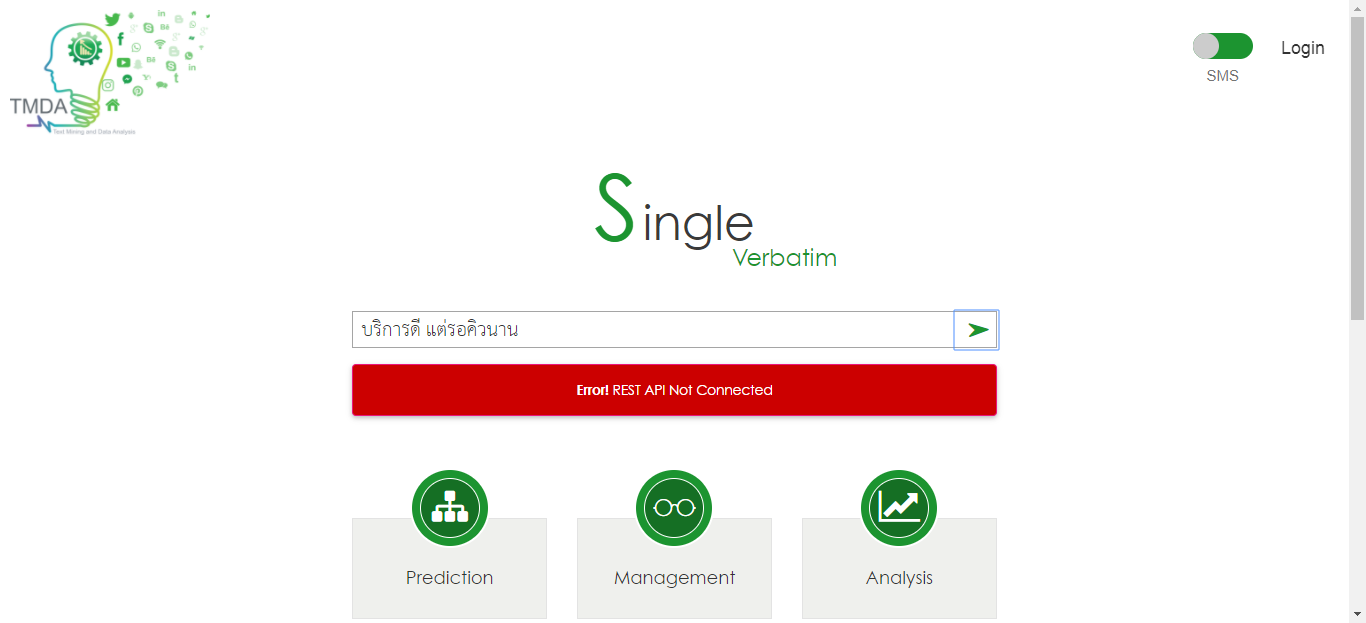 TMDA
Text Mining and Data Analysis
SMS
Login
Single
Verbatim
บริการดี แต่รอคิวนาน
Error! REST API Not Connected
Prediction
Management
Analysis